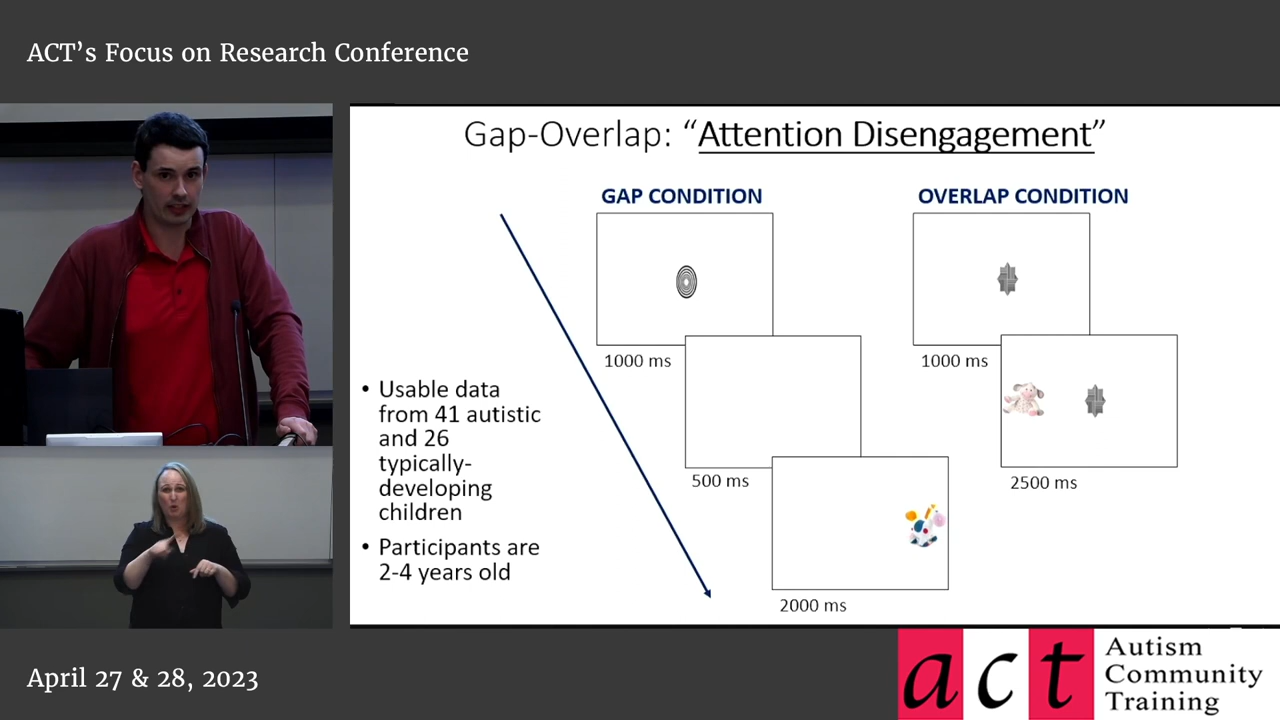 ACT’s Focus on Research Conference
Gap-Overlap: “Attention Disengagement”
GAP CONDITION
OVERLAP CONDITION
1000 ms
1000 ms
500 ms
2500 ms
2000 ms
• Usable data
from 41 autistic
and 26
typically-
developing
children
• Participants are
2-4 years old
April 27 & 28, 2023
act
Autism
Community
Training